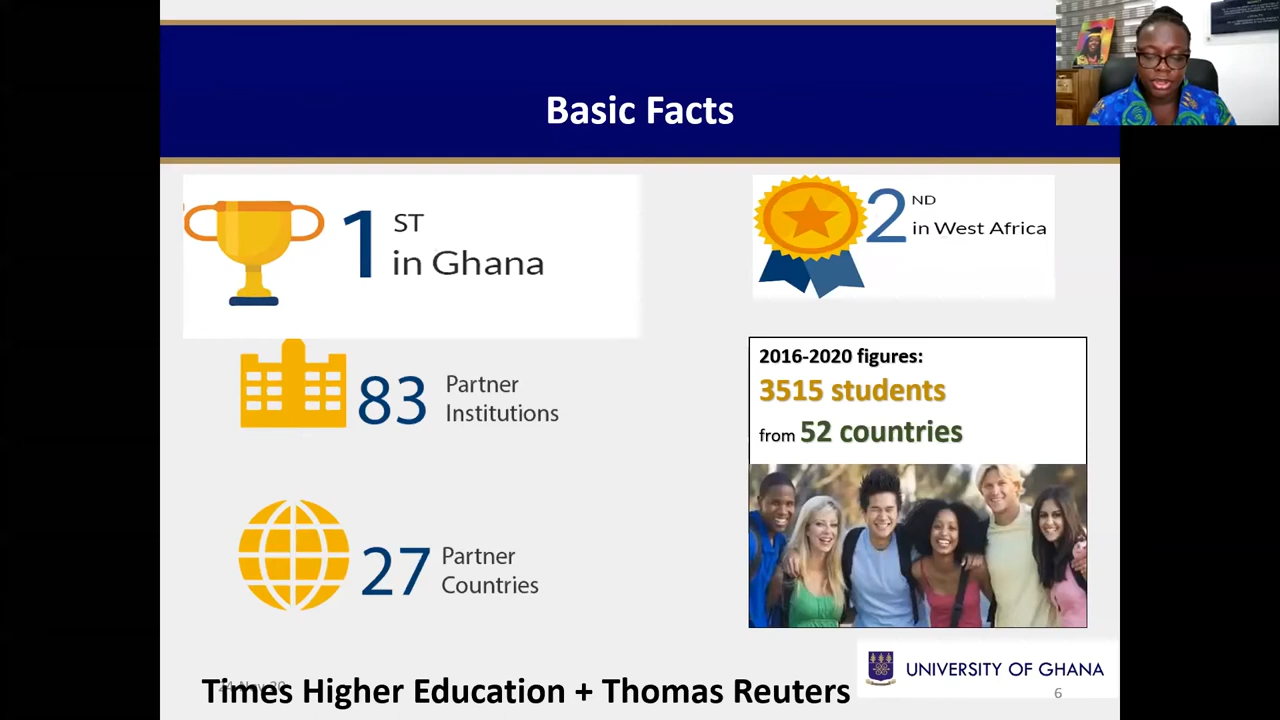 Basic Facts
1 ST
in Ghana
2 ND
in West Africa
83 Partner
Institutions
2016-2020 figures:
3515 students
from 52 countries
27 Partner
Countries
Times Higher Education + Thomas Reuters
UNIVERSITY OF GHANA
6